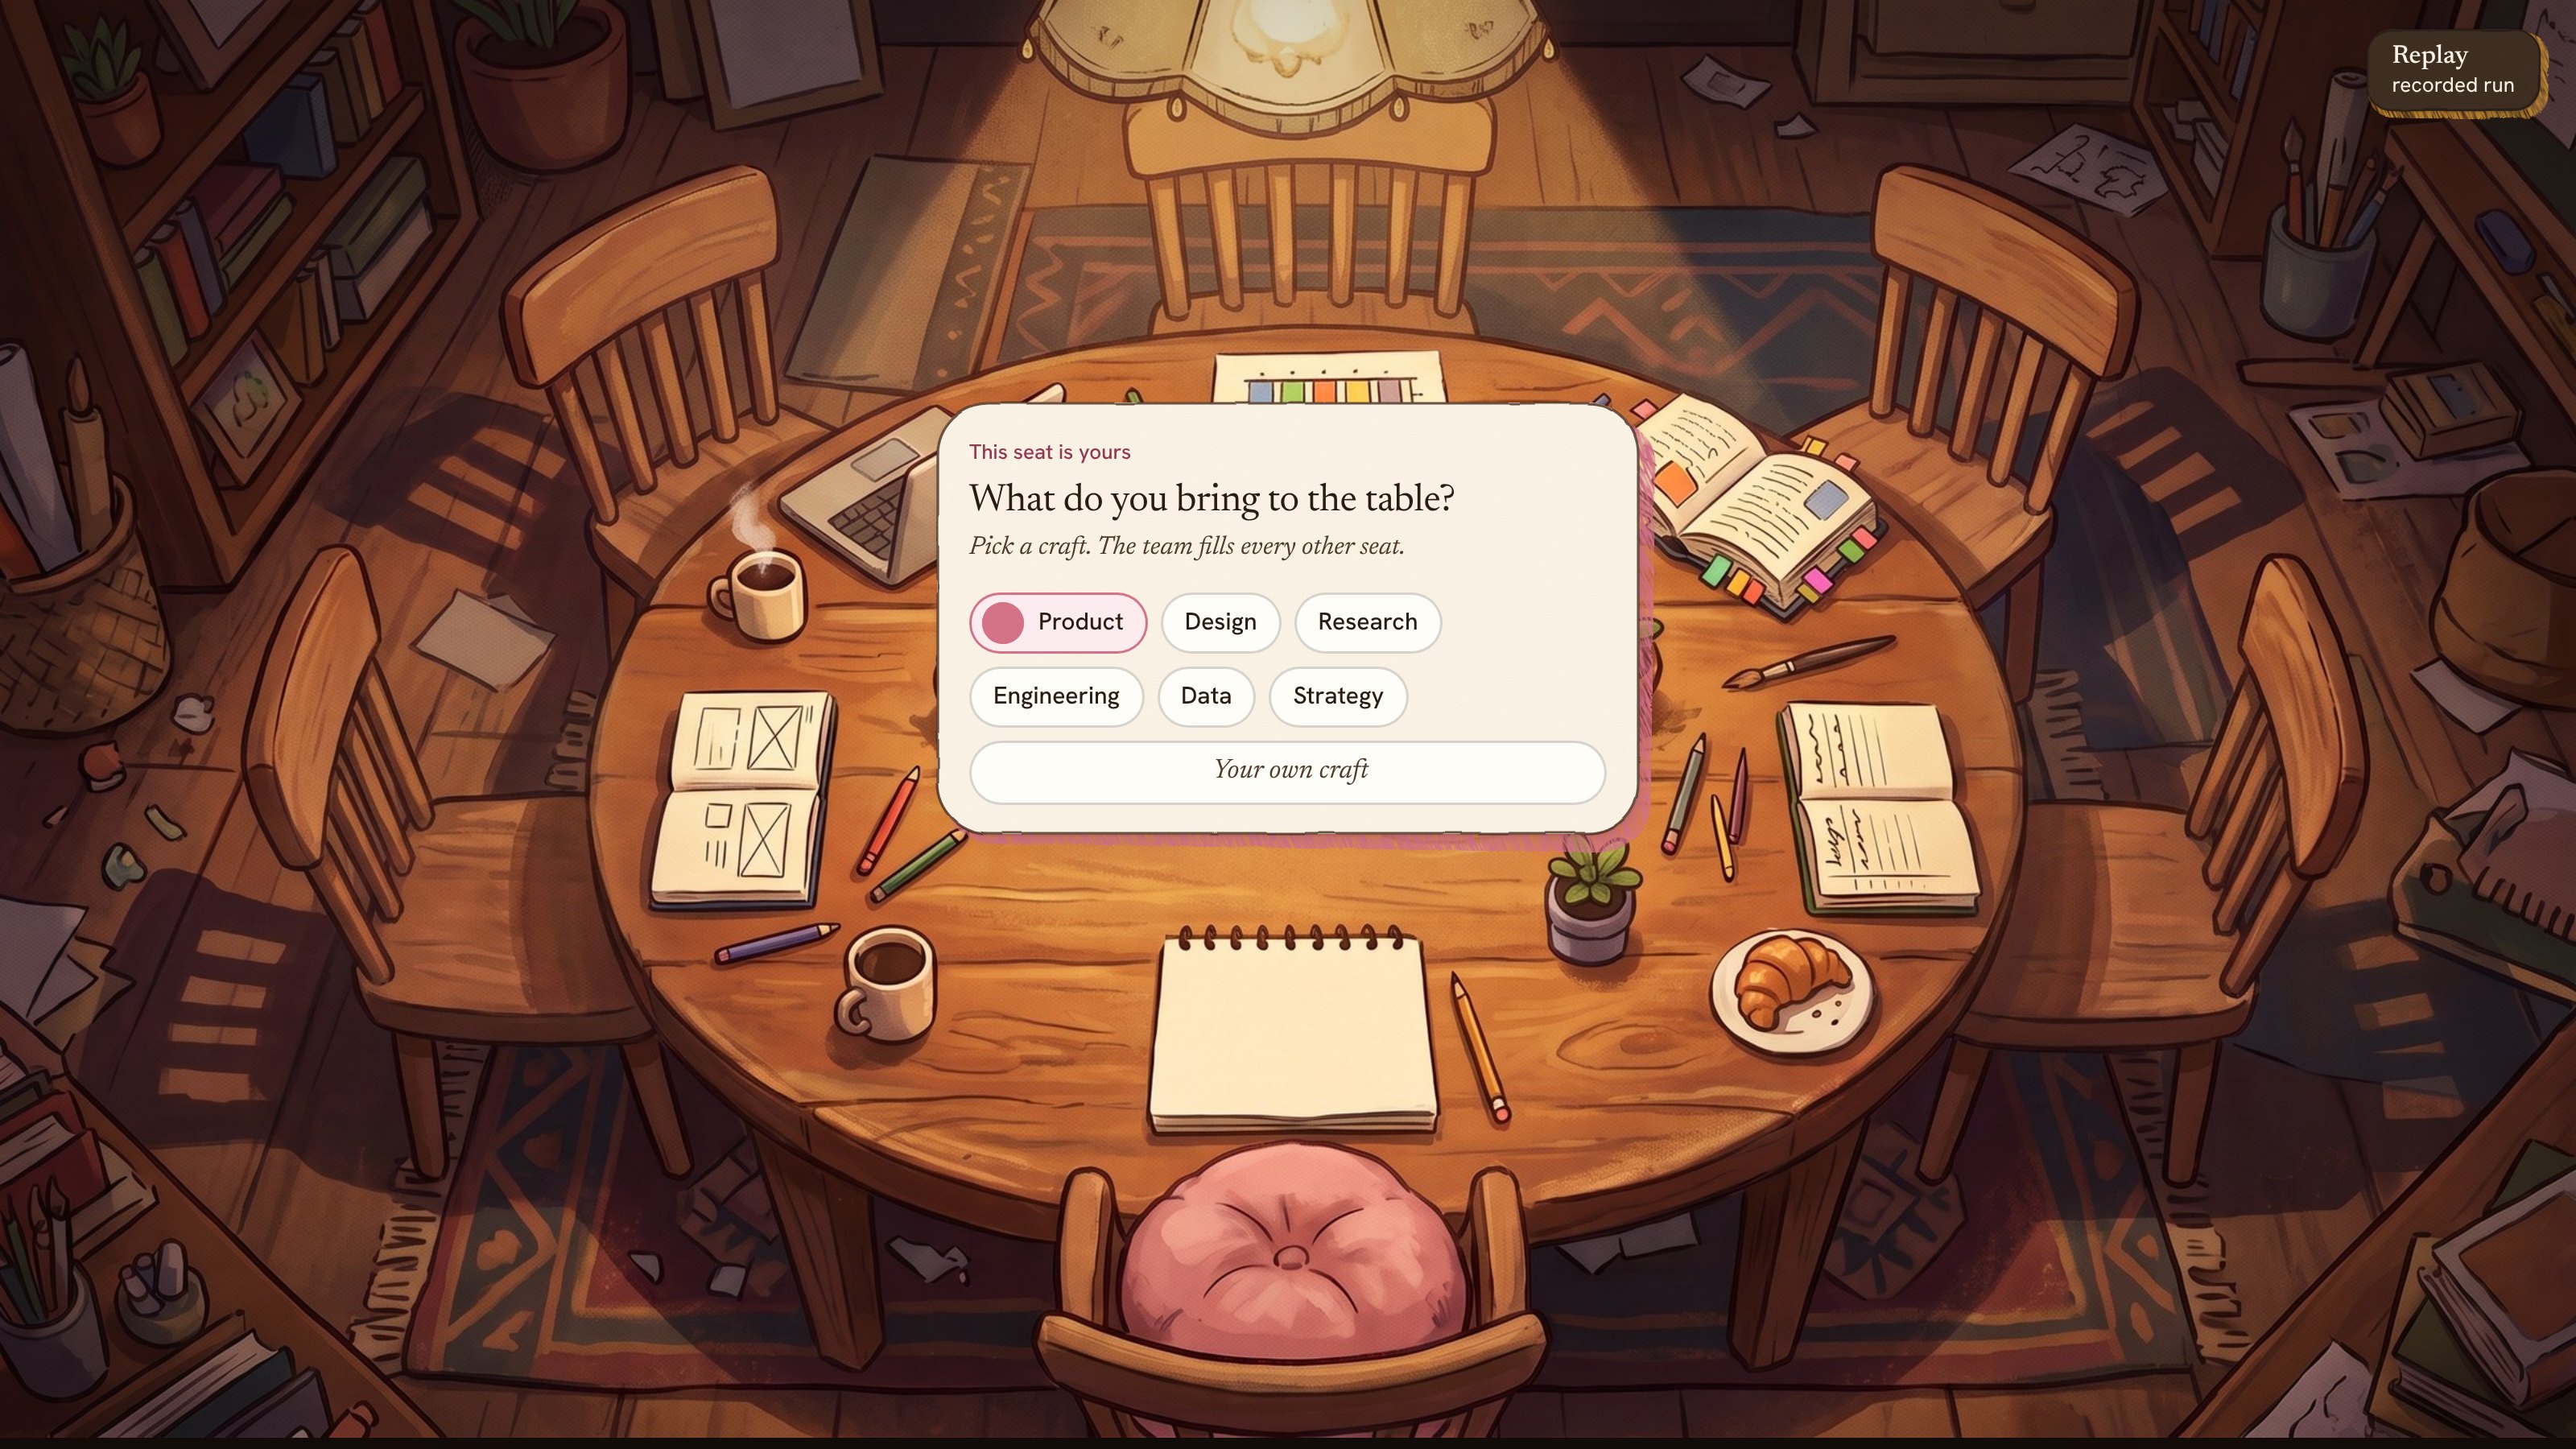 Replay
recorded run
This seat is yours
What do you bring to the table?
Pick a craft. The team fills every other seat.
Product
Design
Research
Engineering
Data
Strategy
Your own craft